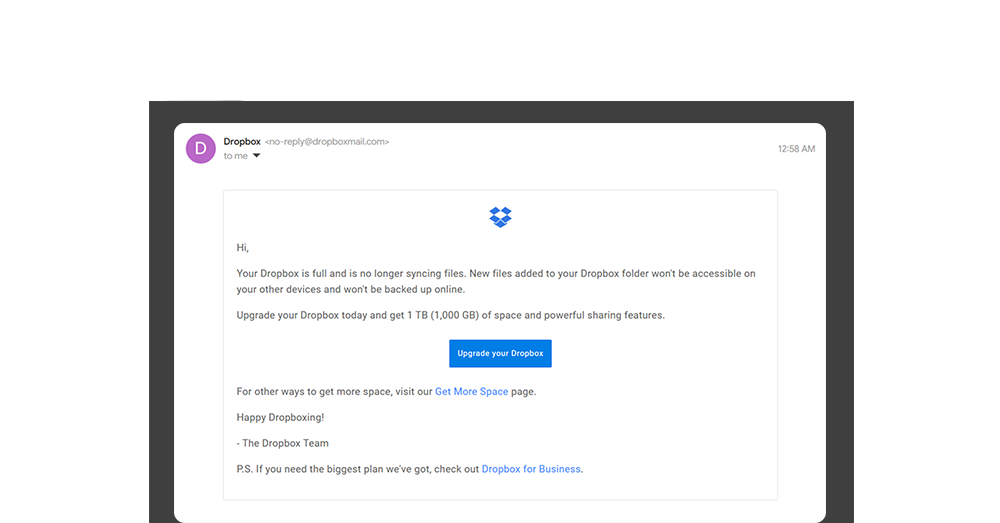 D
Dropbox <no-reply@dropboxmail.com>
12:58 AM
to me
Hi,
Your Dropbox is full and is no longer syncing files. New files added to your Dropbox folder won't be accessible on
your other devices and won't be backed up online.
Upgrade your Dropbox today and get 1 TB (1,000 GB) of space and powerful sharing features.
Upgrade your Dropbox
For other ways to get more space, visit our Get More Space page.
Happy Dropboxing!
- The Dropbox Team
P.S. If you need the biggest plan we've got, check out Dropbox for Business.